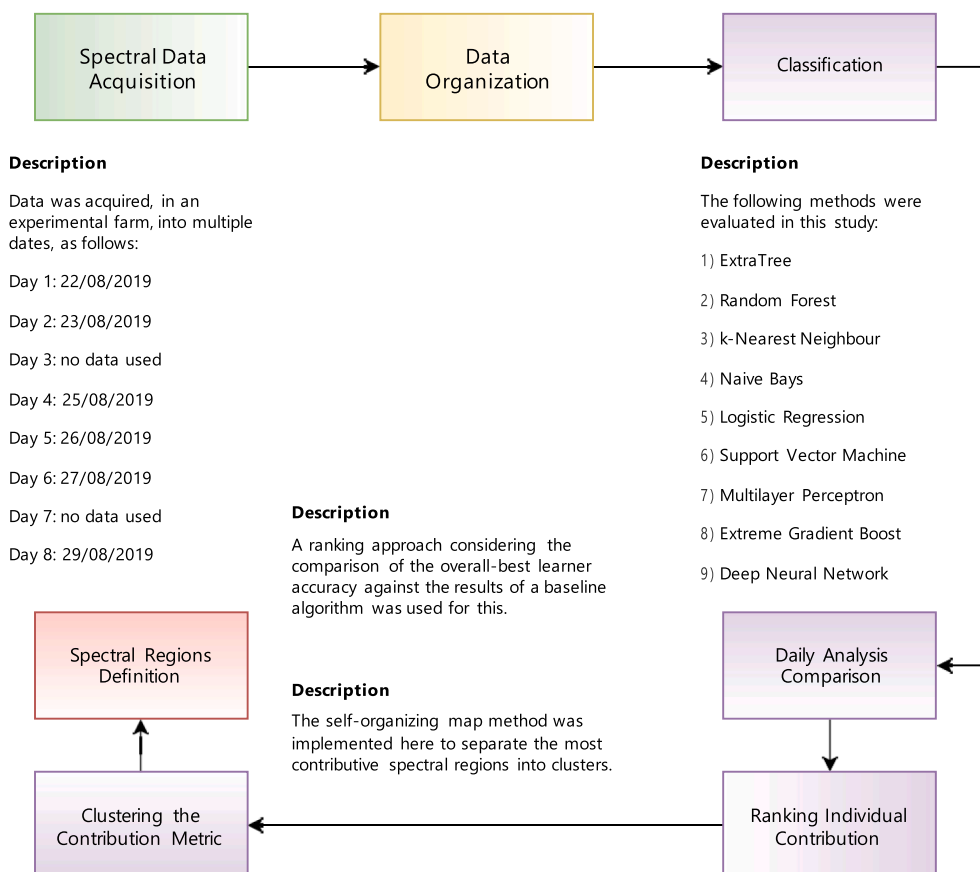 Spectral Data
Acquisition
Data
Organization
Classification
Description
Data was acquired, in an
experimental farm, into multiple
dates, as follows:
Day 1: 22/08/2019
Day 2: 23/08/2019
Day 3: no data used
Day 4: 25/08/2019
Day 5: 26/08/2019
Day 6: 27/08/2019
Day 7: no data used
Day 8: 29/08/2019
Description
The following methods were
evaluated in this study:
1) ExtraTree
2) Random Forest
3) k-Nearest Neighbour
4) Naive Bays
5) Logistic Regression
6) Support Vector Machine
7) Multilayer Perceptron
8) Extreme Gradient Boost
9) Deep Neural Network
Description
A ranking approach considering the
comparison of the overall-best learner
accuracy against the results of a baseline
algorithm was used for this.
Spectral Regions
Definition
Description
The self-organizing map method was
implemented here to separate the most
contributive spectral regions into clusters.
Daily Analysis
Comparison
Clustering the
Contribution Metric
Ranking Individual
Contribution